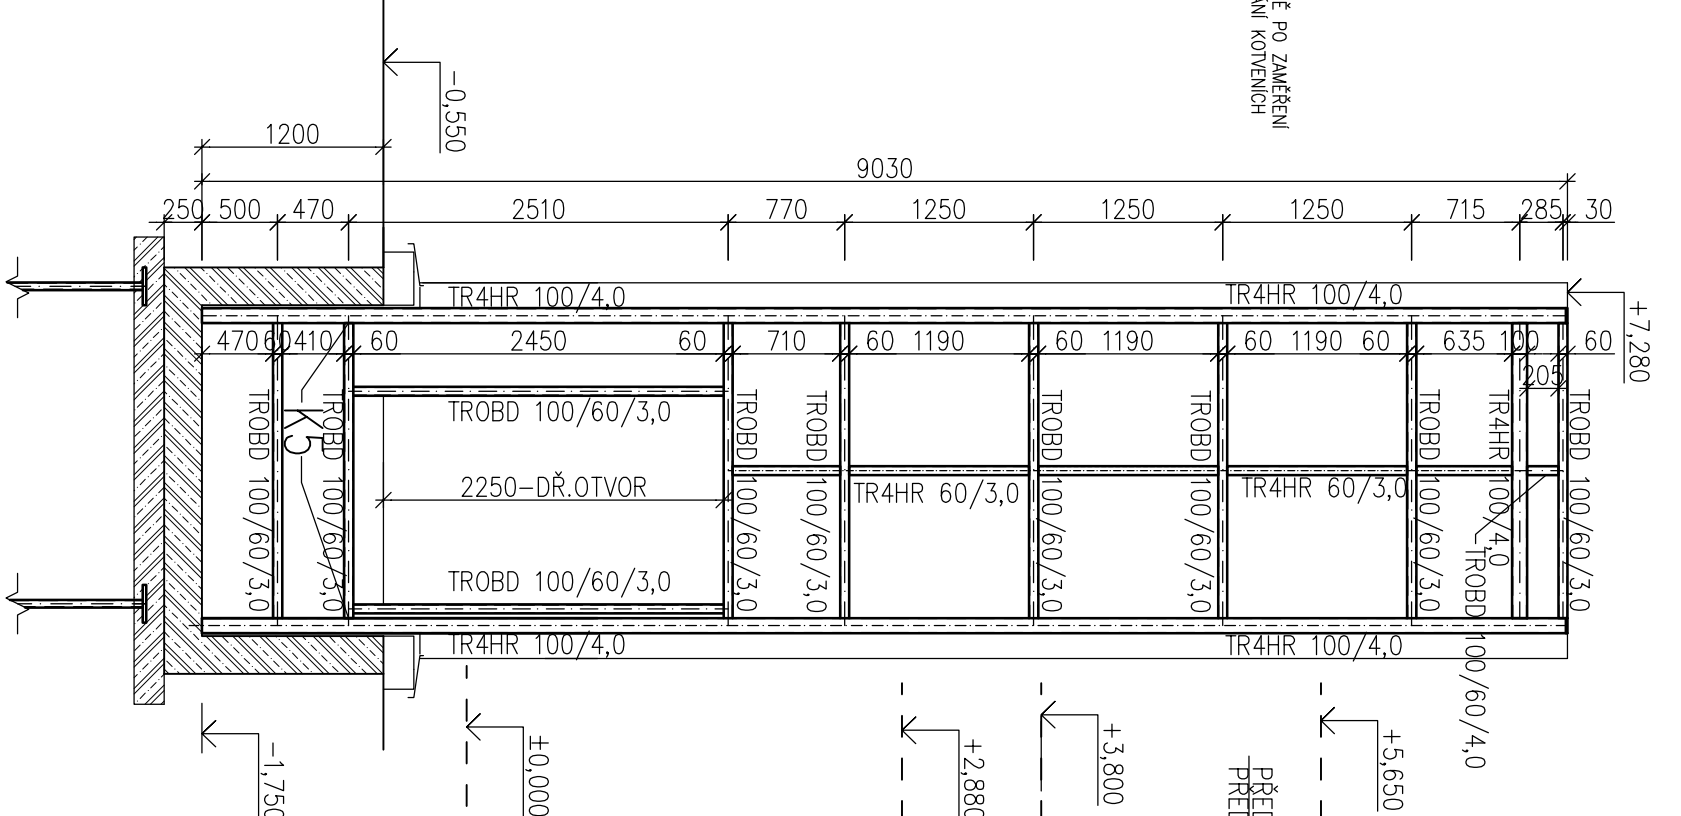 Ě PO ZAMĚŘENÍ
ÁNÍ KOTVENÍCH
-0,550
1200
9030
250 500 470 2510 770 1250 1250 1250 715 285 30
TR4HR 100/4,0
TR4HR 100/4,0
+7,280
470 60 410 60 2450 60 710 60 1190 60 1190 60 1190 60 635 100 60
205
TROBD 100/60/3,0
TROBD 100/60/3,0
K5
TROBD 100/60/3,0
2250-DŘ.OTVOR
TROBD 100/60/3,0
TROBD 100/60/3,0
TROBD 100/60/3,0
TR4HR 60/3,0
TROBD 100/60/3,0
TROBD 100/60/3,0
TR4HR 60/3,0
TROBD 100/60/3,0
TR4HR 100/4,0
TROBD 100/60/4,0
TROBD 100/60/3,0
TR4HR 100/4,0
TR4HR 100/4,0
-1,750
±0,000
+2,880
+3,800
+5,650
PŘED
PŘED